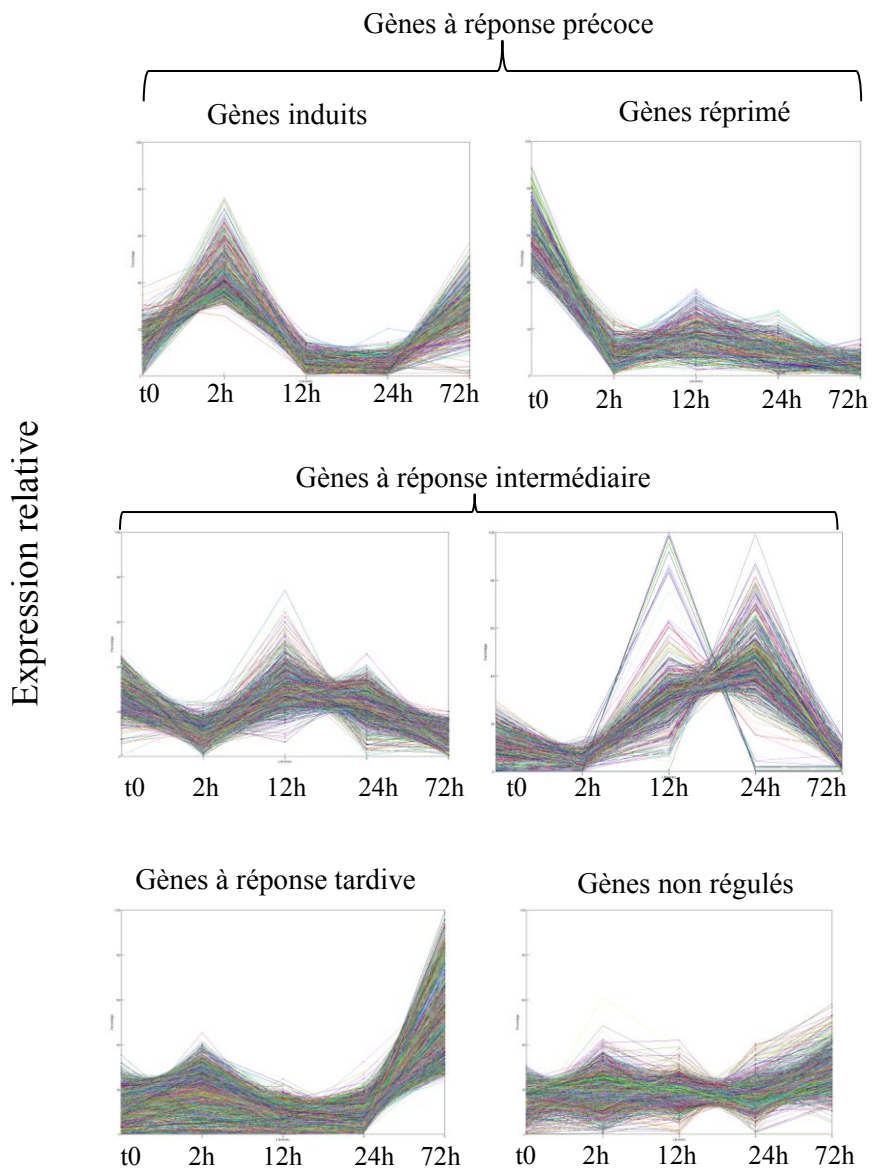 Gènes à réponse précoce
Gènes induits
Gènes réprimé
t0 2h 12h 24h 72h
t0 2h 12h 24h 72h
Expression relative
Gènes à réponse intermédiaire
t0 2h 12h 24h 72h
t0 2h 12h 24h 72h
Gènes à réponse tardive
Gènes non régulés
t0 2h 12h 24h 72h
t0 2h 12h 24h 72h